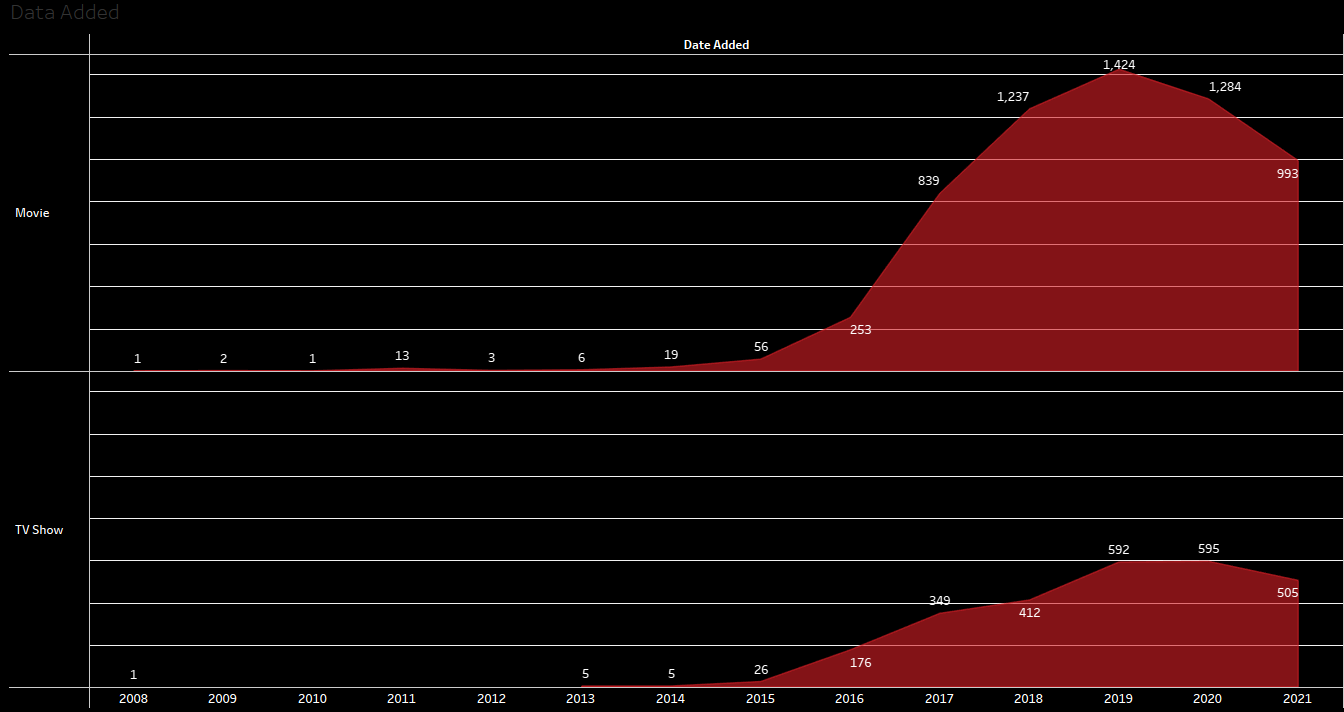 Data Added
Date Added
Movie
1 2 1 13 3 6 19 56 253 839 1,237 1,424 1,284 993
TV Show
1 5 5 26 176 349 412 592 595 505
2008 2009 2010 2011 2012 2013 2014 2015 2016 2017 2018 2019 2020 2021